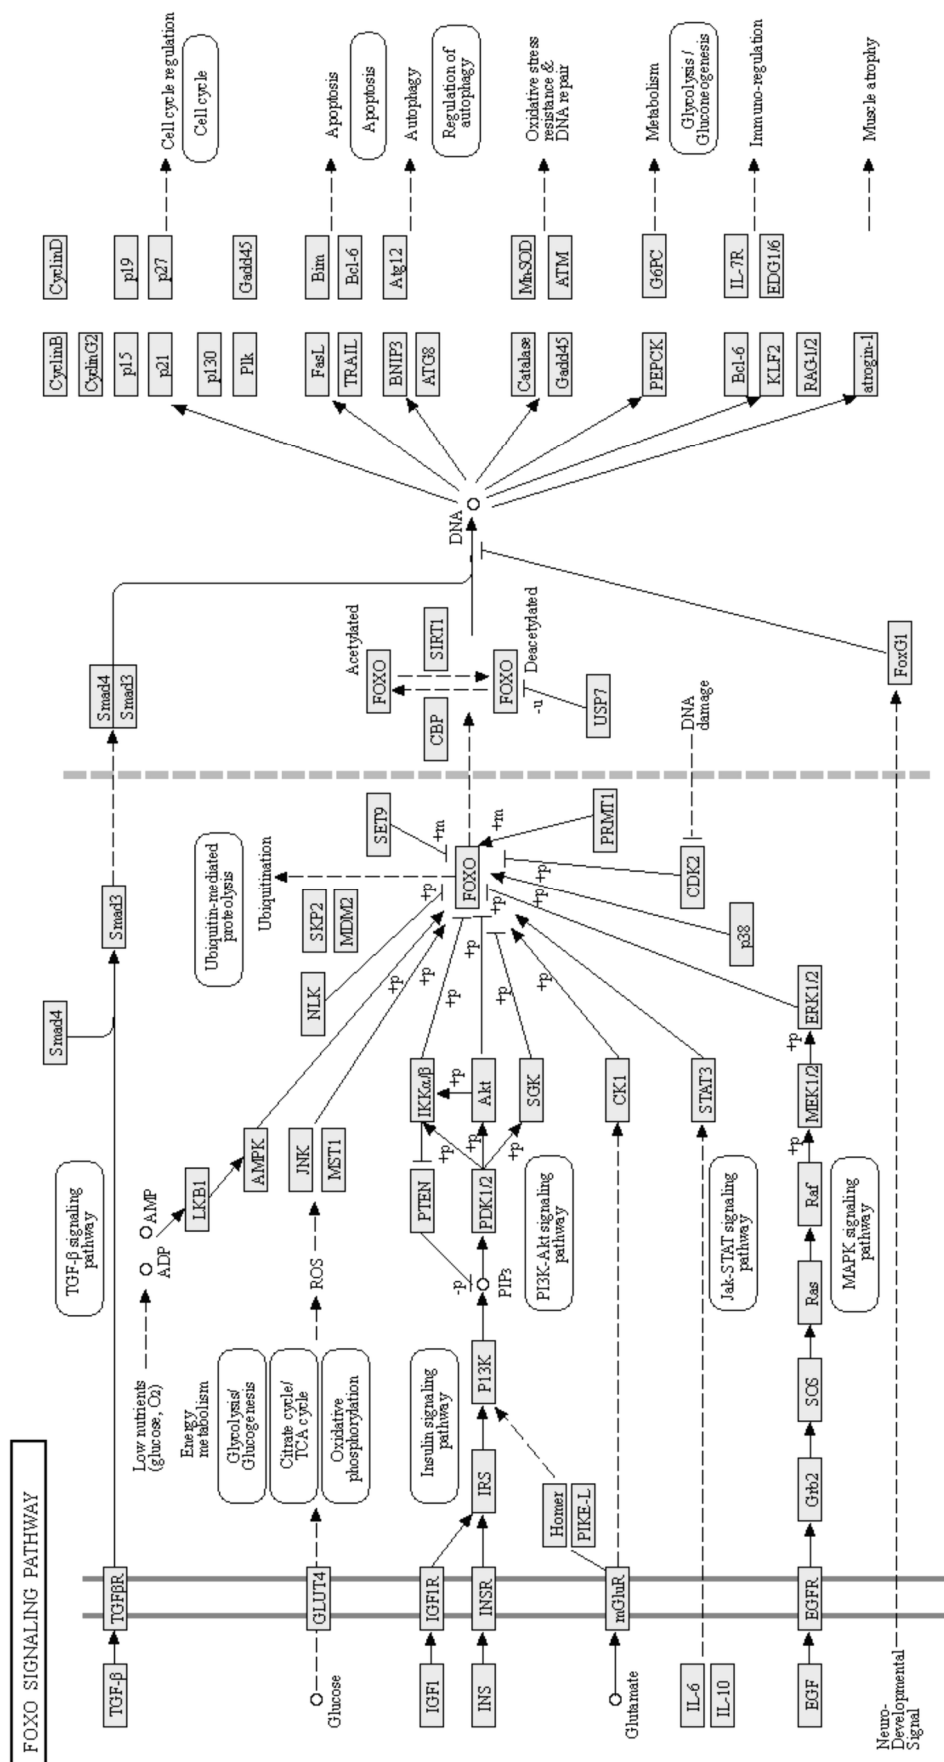 FOXO SIGNALING PATHWAY
TGF-β
TGFβR
TGF-β signaling
pathway
Smad4
Smad3
Smad4
Smad3
Low nutrients
(glucose, O2)
AMP
ADP
LKB1
AMPK
Energy
metabolism
Glycolysis/
Glucogenesis
Citrate cycle/
TCA cycle
Oxidative
phosphorylation
Glucose
GLUT4
ROS
JNK
MST1
NLK
Ubiquitin-mediated
proteolysis
Ubiquitination
SKP2
MDM2
SET9
+m
+p
+p
+p
IGF1
IGF1R
INS
INSR
IRS
Insulin signaling
pathway
P13K
PIP3
-p
PTEN
PDK1/2
PI3K-Akt signaling
pathway
+p
+p
+p
+p
IKKα/β
Akt
SGK
+p
+p
+p
+p
FOXO
+p
+p
+p
+m
PRMT1
Homer
PIKE-L
Glutamate
mGluR
CK1
+p
IL-6
IL-10
Jak-STAT signaling
pathway
STAT3
EGF
EGFR
Grb2
SOS
Ras
Raf
+p
MEK1/2
+p
ERK1/2
MAPK signaling
pathway
p38
CDK2
DNA
damage
Neuro-
Developmental
Signal
FoxG1
Acetylated
FOXO
CBP
SIRT1
FOXO
Deacetylated
-u
USP7
DNA
CyclinB
CyclinD
CyclinG2
p15
p19
p21
p27
p130
Plk
Gadd45
Cell cycle regulation
Cell cycle
FasL
Bim
TRAIL
Bcl-6
Apoptosis
Apoptosis
BNIP3
Atg12
ATG8
Autophagy
Regulation of
autophagy
Catalase
Mn-SOD
Gadd45
ATM
Oxidative stress
resistance &
DNA repair
PEPCK
G6PC
Metabolism
Glycolysis /
Gluconeogenesis
Bcl-6
IL-7R
KLF2
EDG1/6
RAG-1/2
Immuno-regulation
atrogin-1
Muscle atrophy